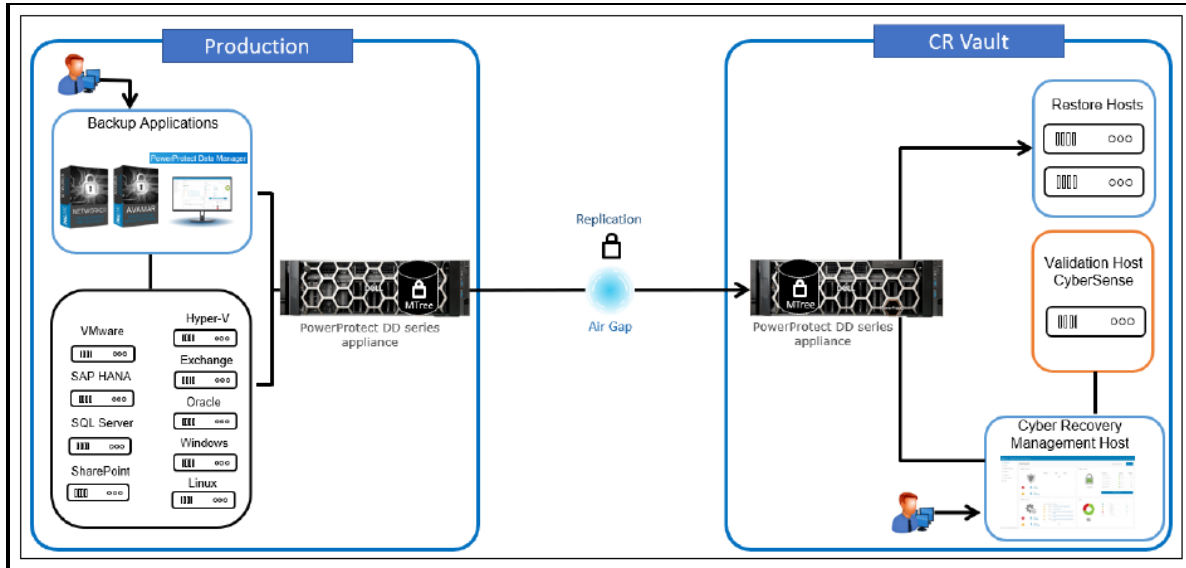 Production
Backup Applications
PowerProtect Data Manager
NETWORKER
AVAMAR
VMware
SAP HANA
SQL Server
SharePoint
Hyper-V
Exchange
Oracle
Windows
Linux
DELL
MTree
PowerProtect DD series
appliance
Replication
Air Gap
CR Vault
DELL
MTree
PowerProtect DD series
appliance
Restore Hosts
Validation Host
CyberSense
Cyber Recovery
Management Host